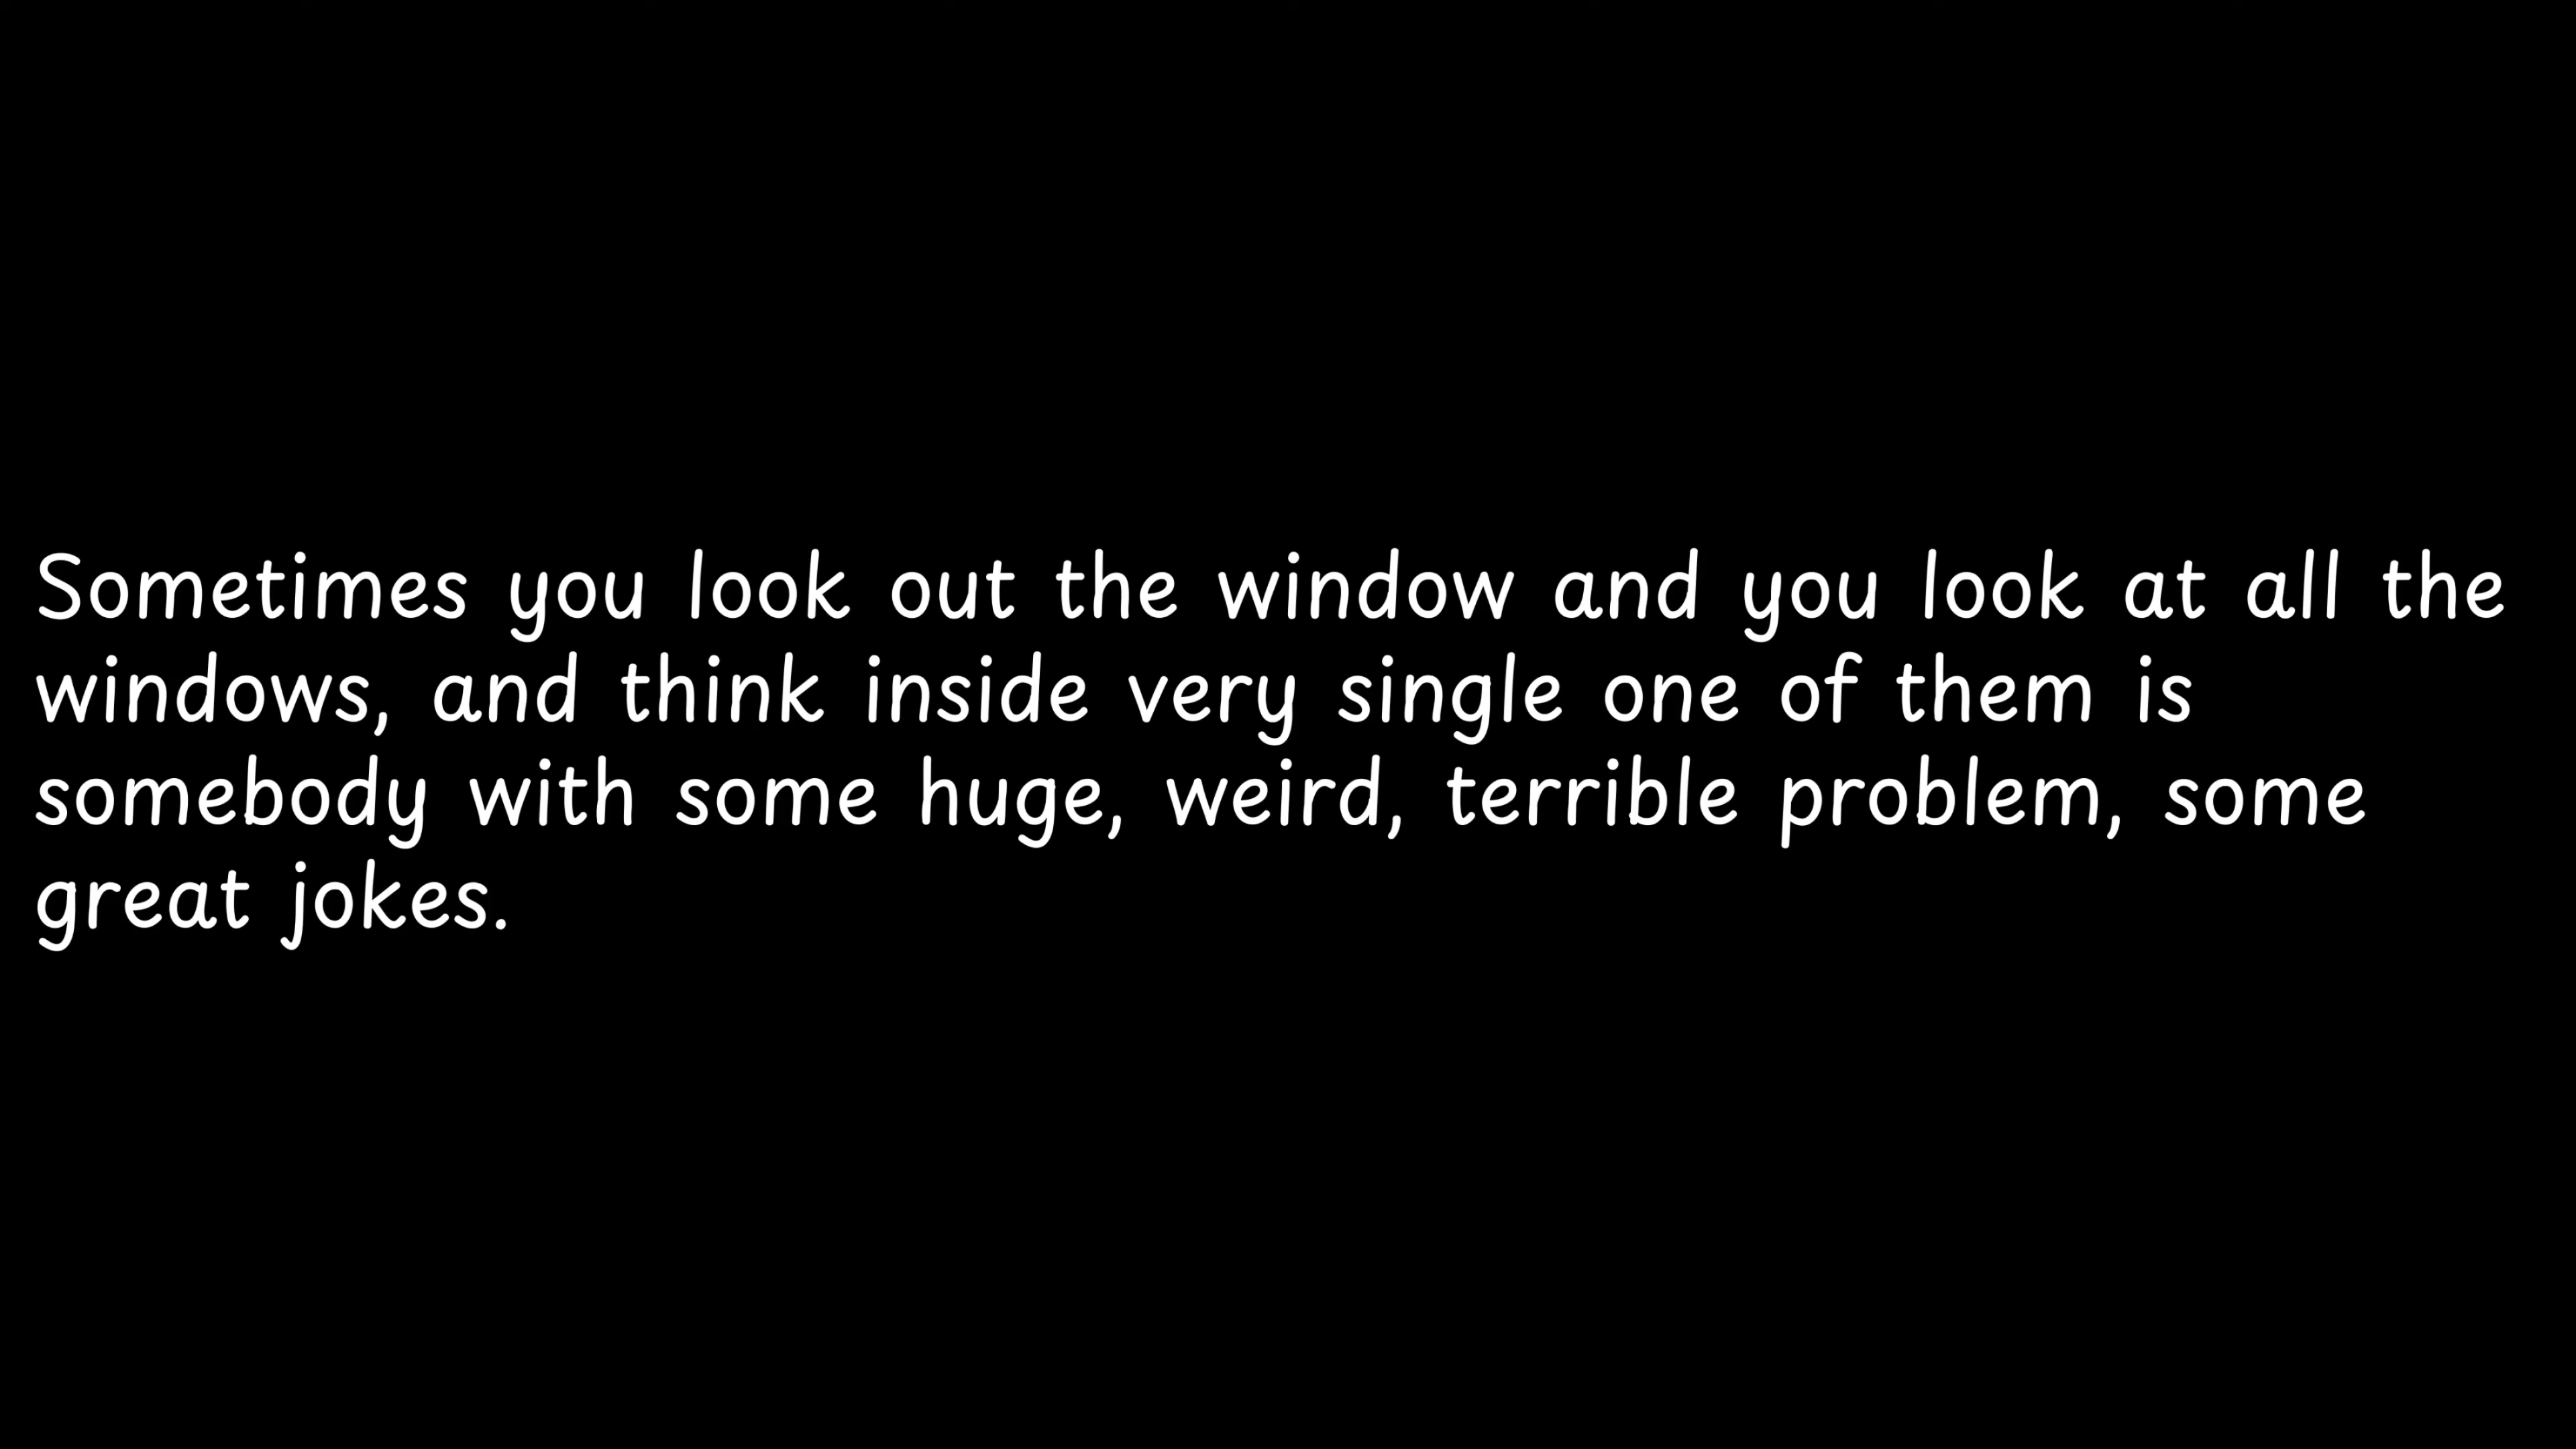 Sometimes you look out the window and you look at all the
windows, and think inside very single one of them is
somebody with some huge, weird, terrible problem, some
great jokes.